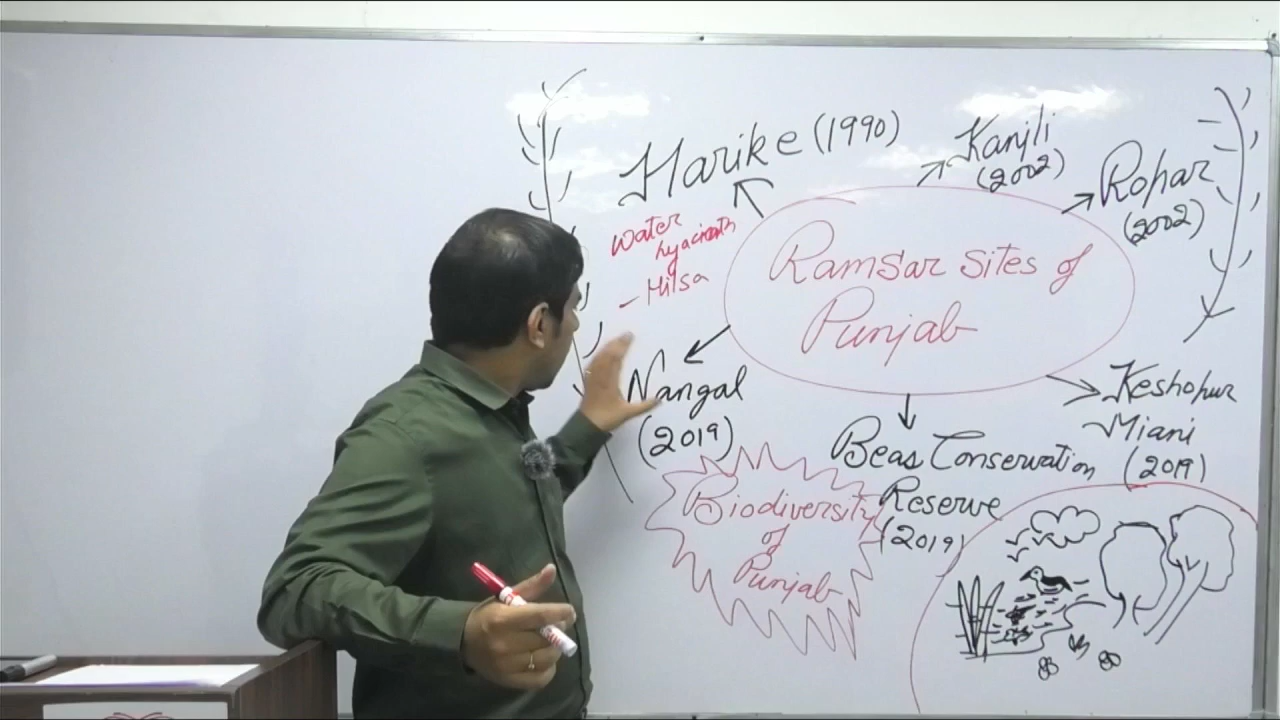 Harike (1990)
Kanjli
(2002)
Ropar
(2002)
Water
hyacinth
- Hilsa
Ramsar sites of
Punjab
Nangal
(2019)
Beas Conservation
Reserve
(2019)
Keshopur
Miani
(2019)
Biodiversity
of
Punjab